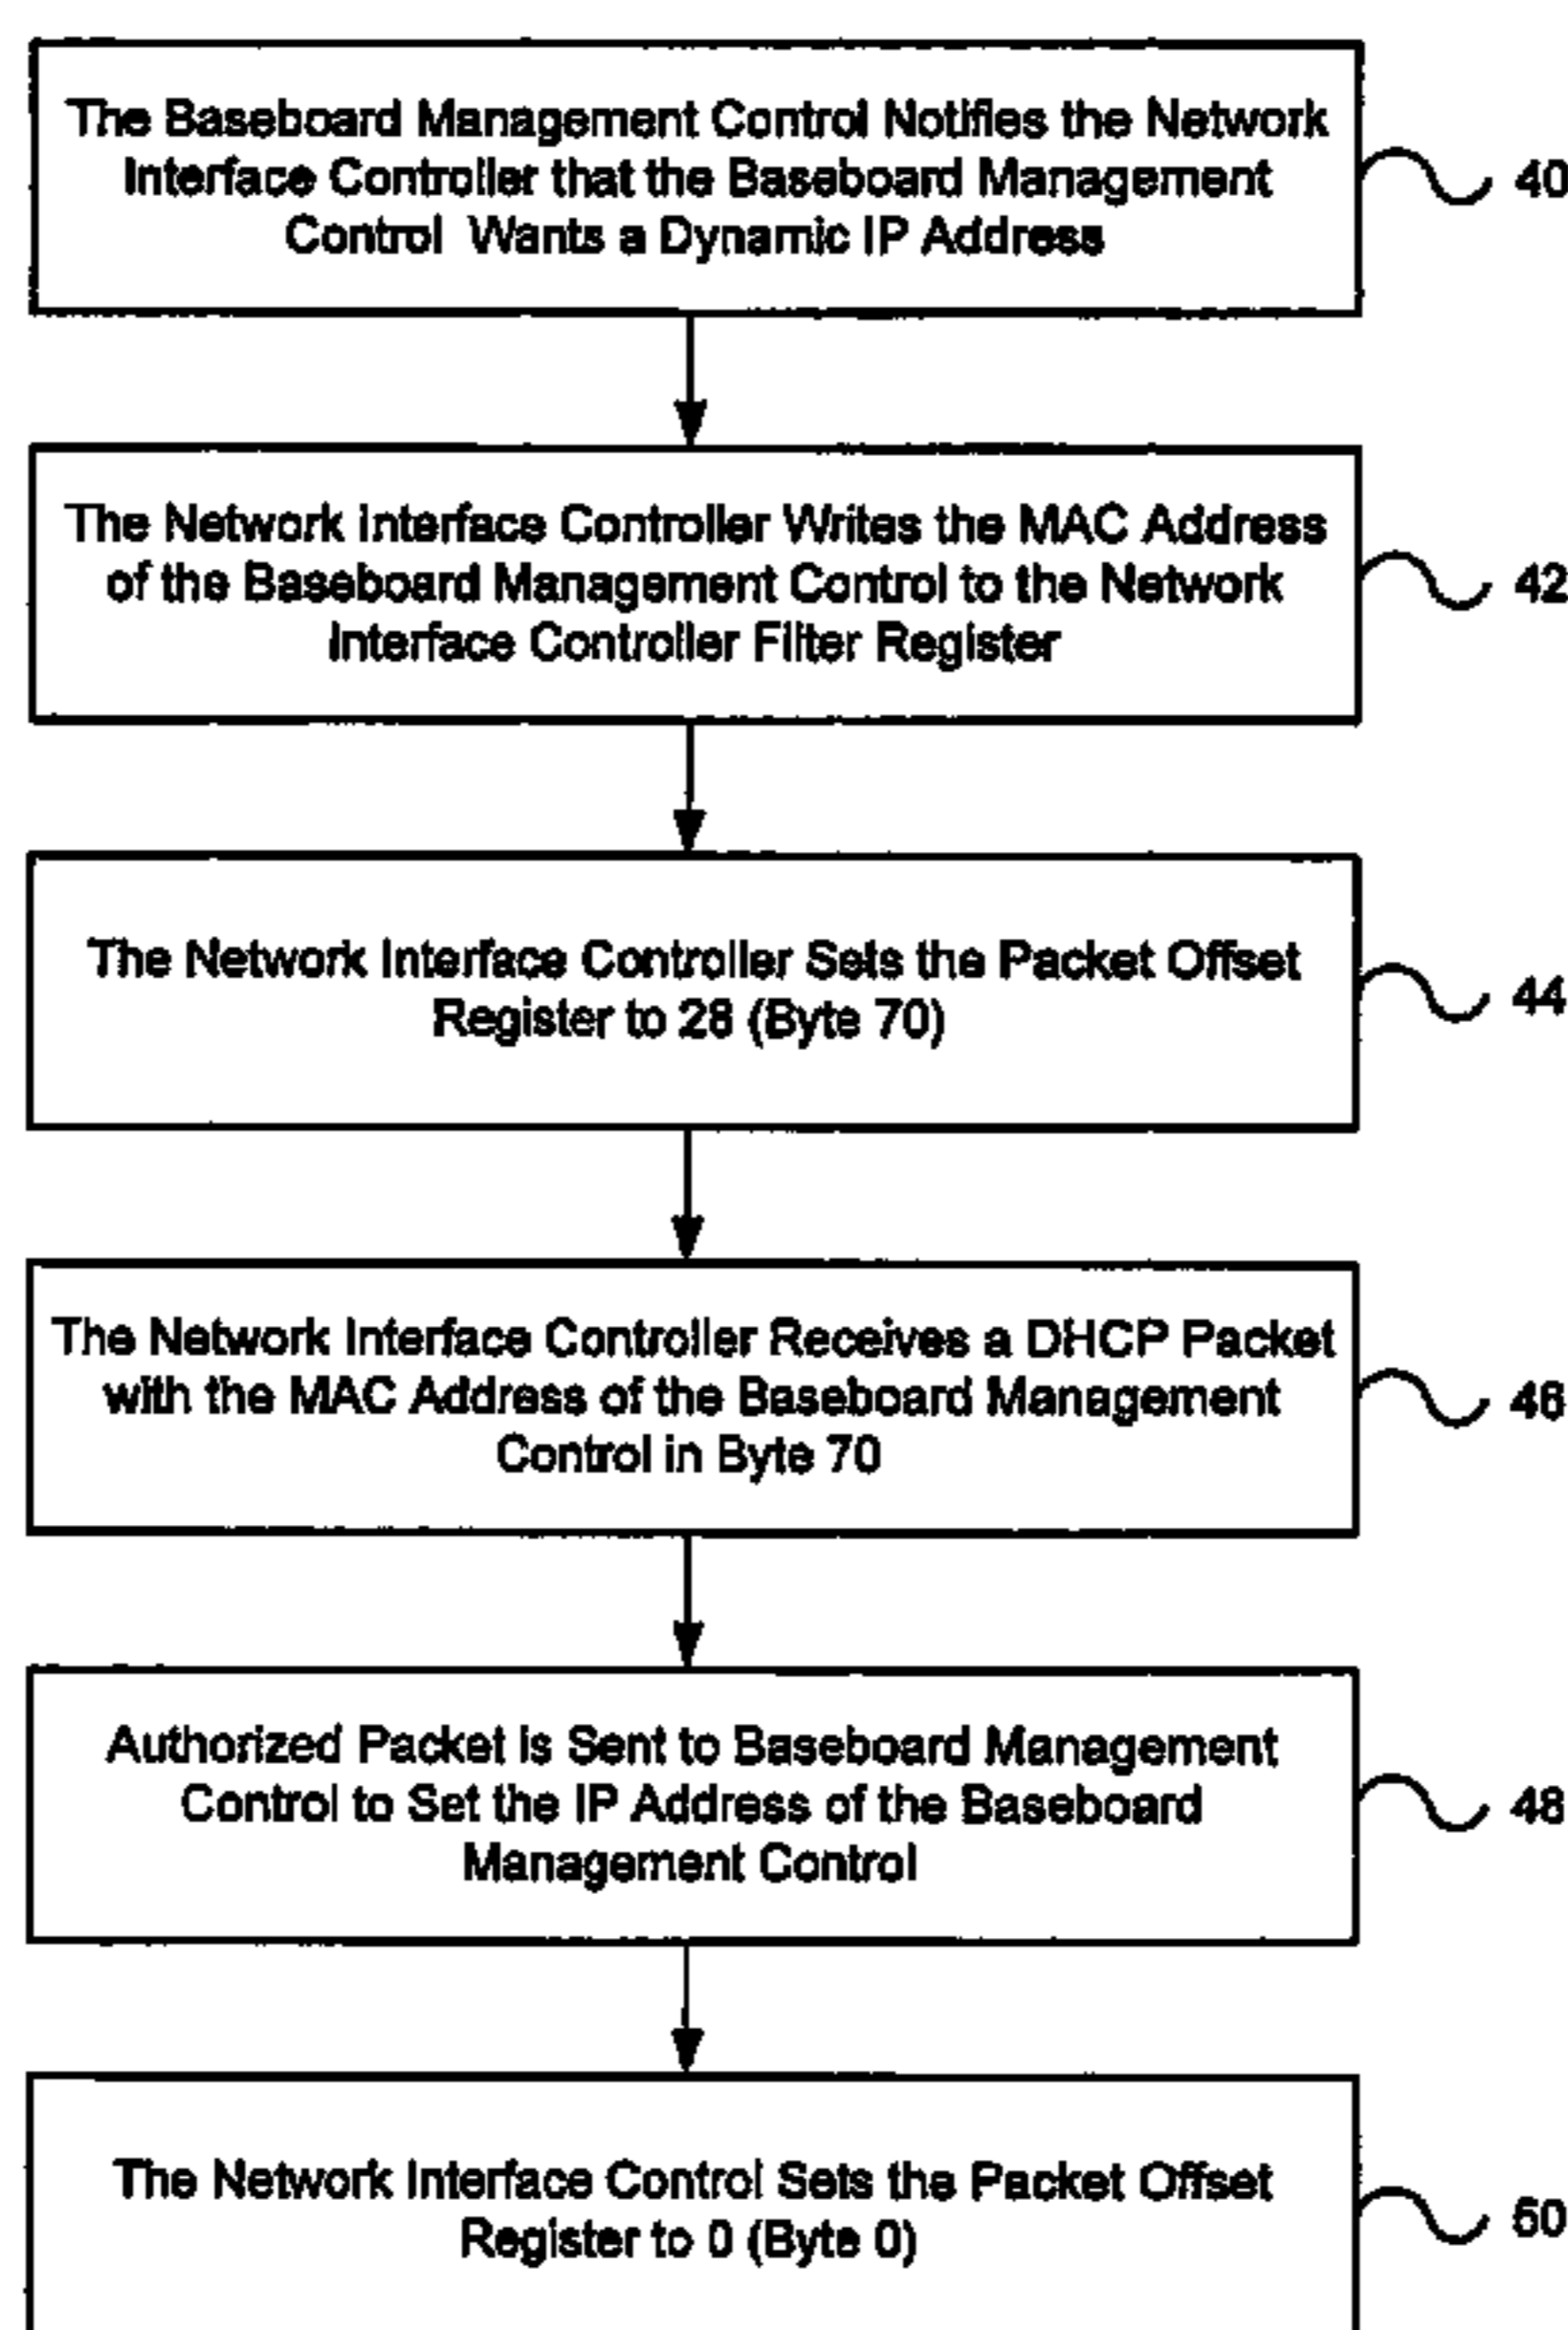 The Baseboard Management Control Notifies the Network
Interface Controller that the Baseboard Management
Control Wants a Dynamic IP Address
40
The Network Interface Controller Writes the MAC Address
of the Baseboard Management Control to the Network
Interface Controller Filter Register
42
The Network Interface Controller Sets the Packet Offset
Register to 28 (Byte 70)
44
The Network Interface Controller Receives a DHCP Packet
with the MAC Address of the Baseboard Management
Control in Byte 70
46
Authorized Packet is Sent to Baseboard Management
Control to Set the IP Address of the Baseboard
Management Control
48
The Network Interface Control Sets the Packet Offset
Register to 0 (Byte 0)
50